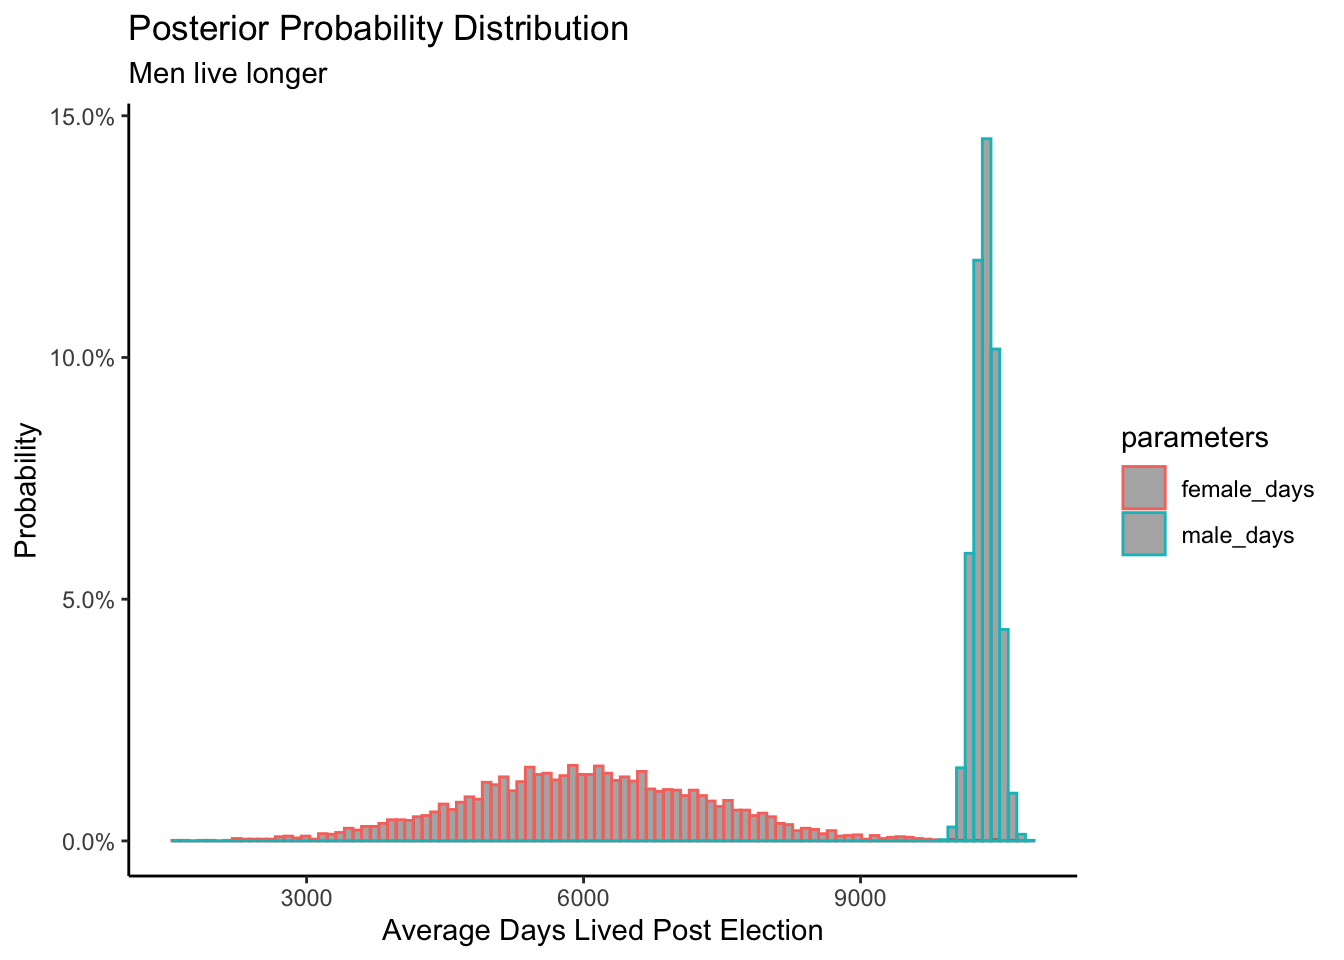 Posterior Probability Distribution
Men live longer
15.0%
10.0%
5.0%
0.0%
Probability
3000 6000 9000
Average Days Lived Post Election
parameters
female_days
male_days